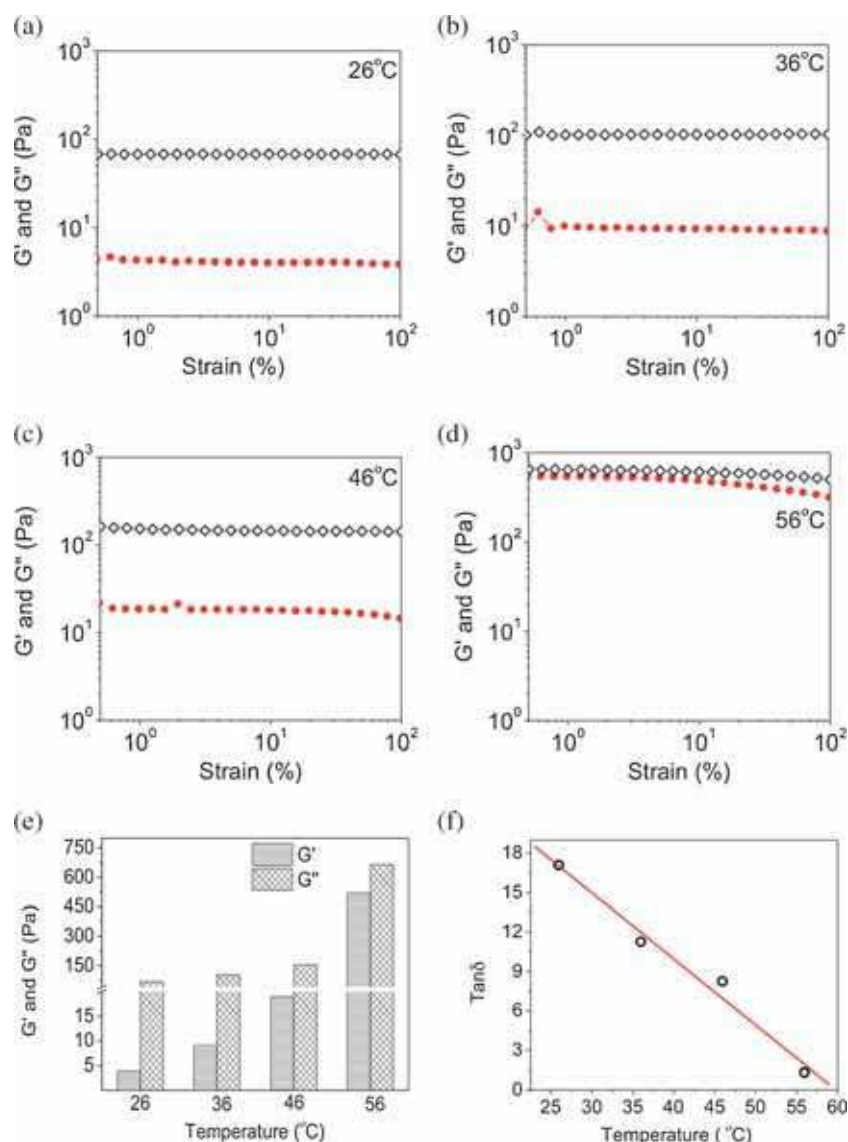 (a)
26°C
10³
10²
10¹
10⁰
G' and G" (Pa)
10⁰ 10¹ 10²
Strain (%)
(b)
36°C
10³
10²
10¹
10⁰
G' and G" (Pa)
10⁰ 10¹ 10²
Strain (%)
(c)
46°C
10³
10²
10¹
10⁰
G' and G" (Pa)
10⁰ 10¹ 10²
Strain (%)
(d)
56°C
10³
10²
10¹
10⁰
G' and G" (Pa)
10⁰ 10¹ 10²
Strain (%)
(e)
G'
G"
750
600
450
300
150
15
10
5
G' and G" (Pa)
26 36 46 56
Temperature (°C)
(f)
18
15
12
9
6
3
0
Tanδ
25 30 35 40 45 50 55 60
Temperature ( °C)